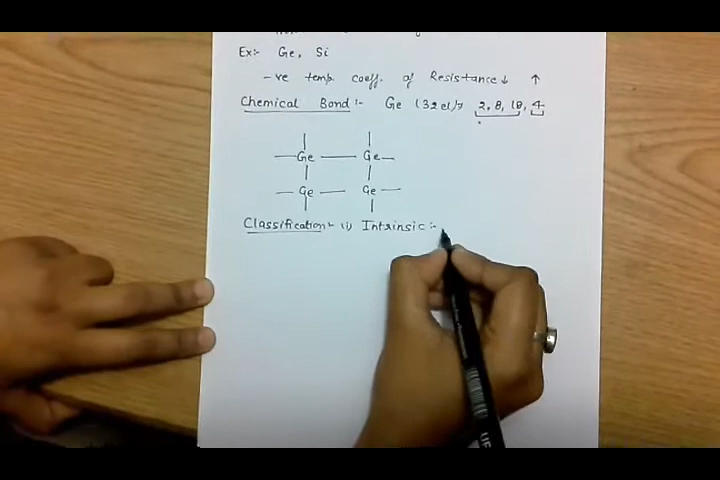 Ex:- Ge, Si
-ve temp. coeff. of Resistance↓ ↑
Chemical Bond :- Ge (32 el)⇒ 2, 8, 18, 4
Ge Ge
Ge Ge
Classification:- (i) Intrinsic :-